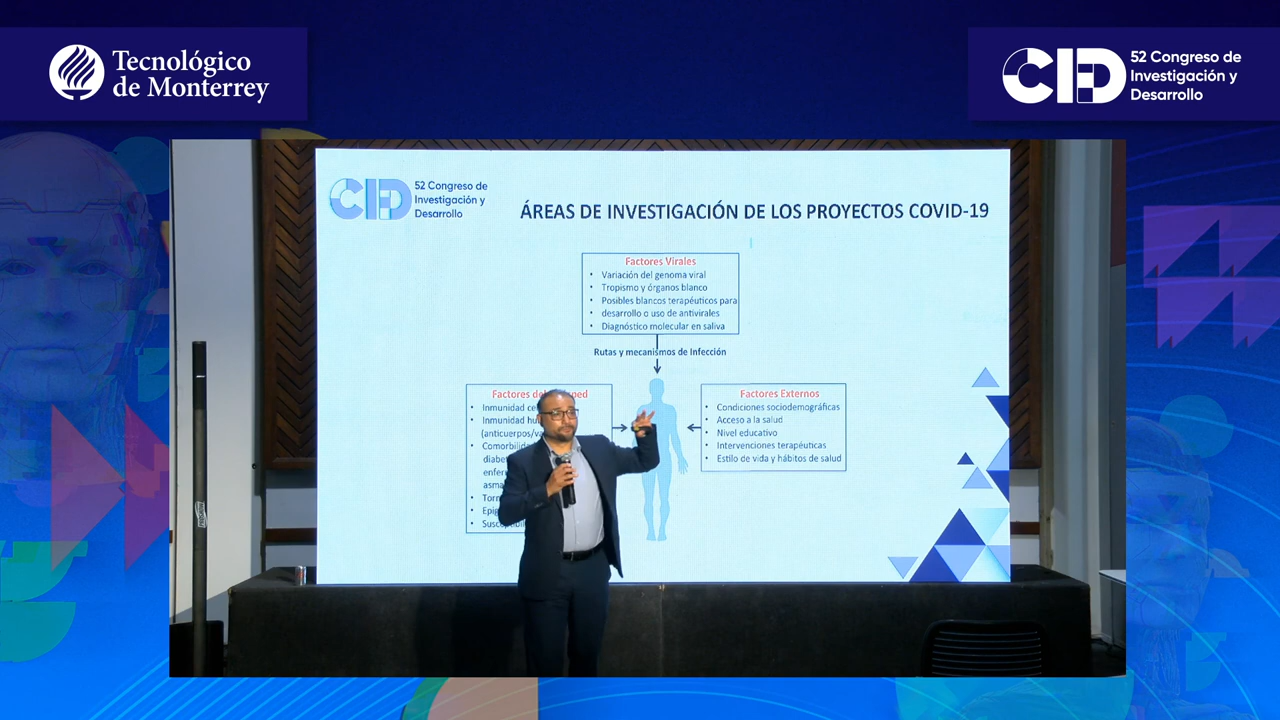 Tecnológico
de Monterrey
CID
52 Congreso de
Investigación y
Desarrollo
CID
52 Congreso de
Investigación y
Desarrollo
ÁREAS DE INVESTIGACIÓN DE LOS PROYECTOS COVID-19
Factores Virales
• Variación del genoma viral
• Tropismo y órganos blanco
• Posibles blancos terapéuticos para
• desarrollo o uso de antivirales
• Diagnóstico molecular en saliva
Rutas y mecanismos de Infección
Factores
• Inmunidad
• Inmunidad
(anticuerpos/
•
•
•
•
Factores Externos
• Condiciones sociodemográficas
• Acceso a la salud
• Nivel educativo
• Intervenciones terapéuticas
• Estilo de vida y hábitos de salud